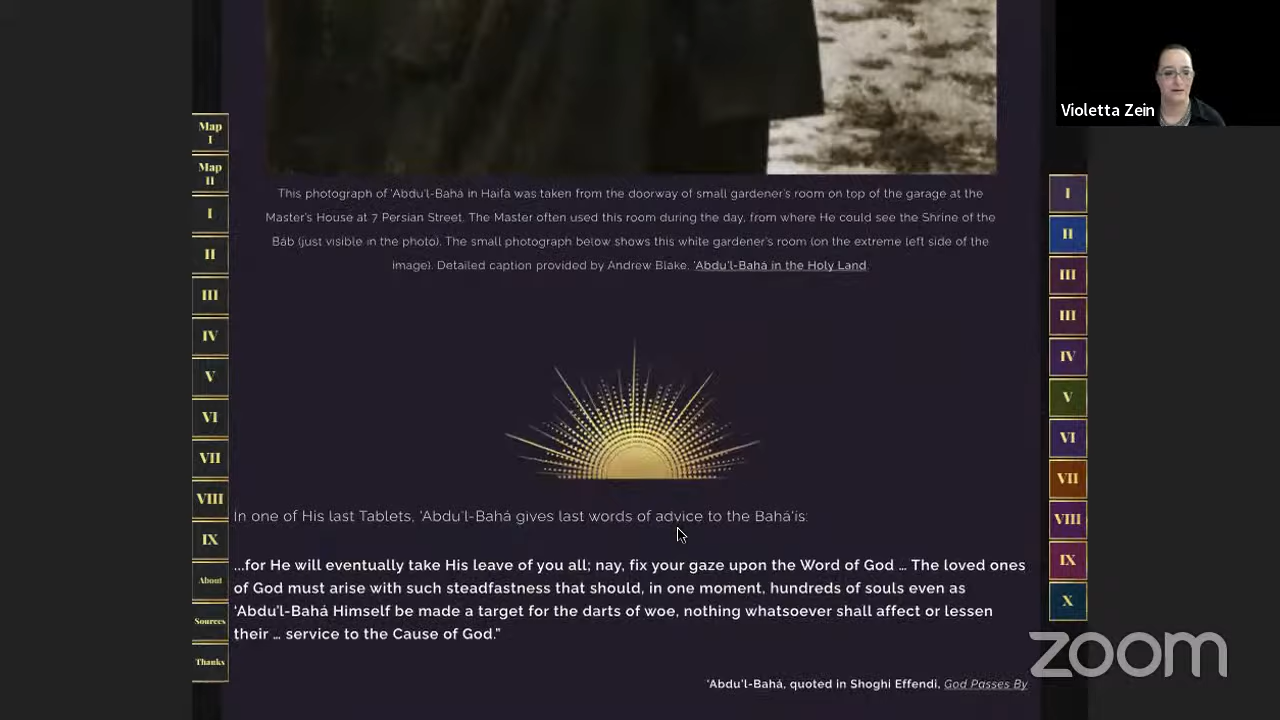 Violetta Zein
Map
I
Map
II
I
II
III
IV
V
VI
VII
VIII
IX
About
Sources
Thanks
This photograph of 'Abdu'l-Bahá in Haifa was taken from the doorway of small gardener's room on top of the garage at the
Master's House at 7 Persian Street. The Master often used this room during the day, from where He could see the Shrine of the
Báb (just visible in the photo). The small photograph below shows this white gardener's room (on the extreme left side of the
image). Detailed caption provided by Andrew Blake, 'Abdu'l-Bahá in the Holy Land.
In one of His last Tablets, 'Abdu'l-Bahá gives last words of advice to the Bahá'ís:
...for He will eventually take His leave of you all; nay, fix your gaze upon the Word of God … The loved ones
of God must arise with such steadfastness that should, in one moment, hundreds of souls even as
'Abdu'l-Bahá Himself be made a target for the darts of woe, nothing whatsoever shall affect or lessen
their … service to the Cause of God."
'Abdu'l-Bahá, quoted in Shoghi Effendi, God Passes By
I
II
III
III
IV
V
VI
VII
VIII
IX
X
zoom